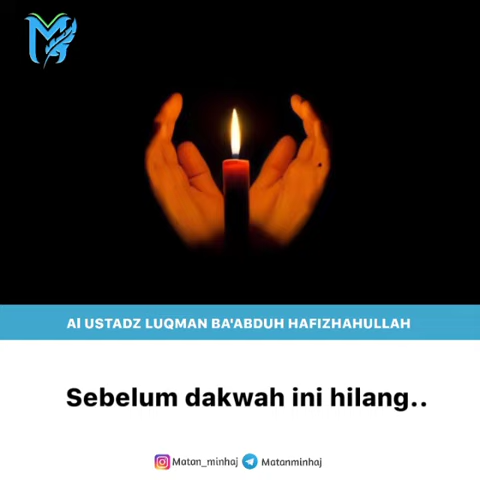 Al USTADZ LUQMAN BA'ABDUH HAFIZHAHULLAH
Sebelum dakwah ini hilang..
Matan_minhaj Matanminhaj